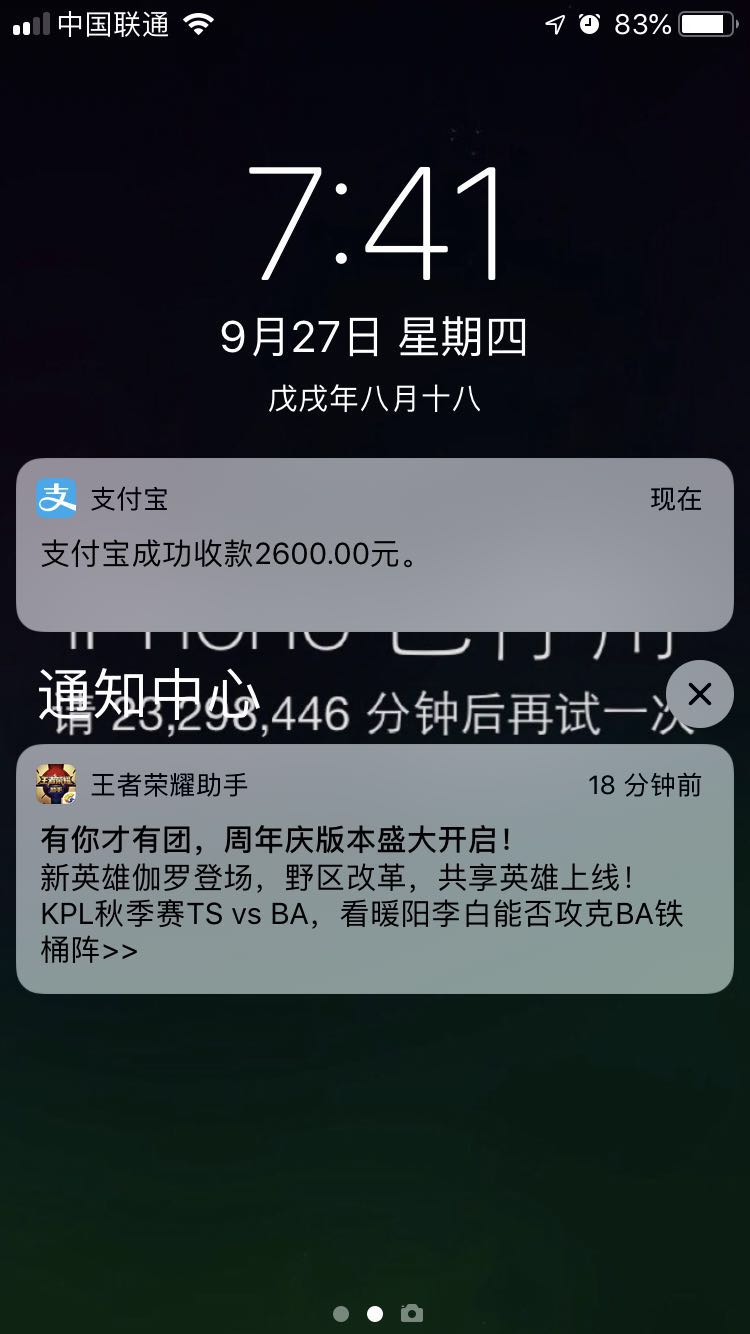 中国联通
83%
7:41
9月27日 星期四
戊戌年八月十八
支付宝
现在
支付宝成功收款2600.00元。
iPhone 已停用
通知中心
请 23,298,446 分钟后再试一次
王者荣耀助手
18 分钟前
有你才有团，周年庆版本盛大开启！
新英雄伽罗登场，野区改革，共享英雄上线！
KPL秋季赛TS vs BA，看暖阳李白能否攻克BA铁
桶阵>>